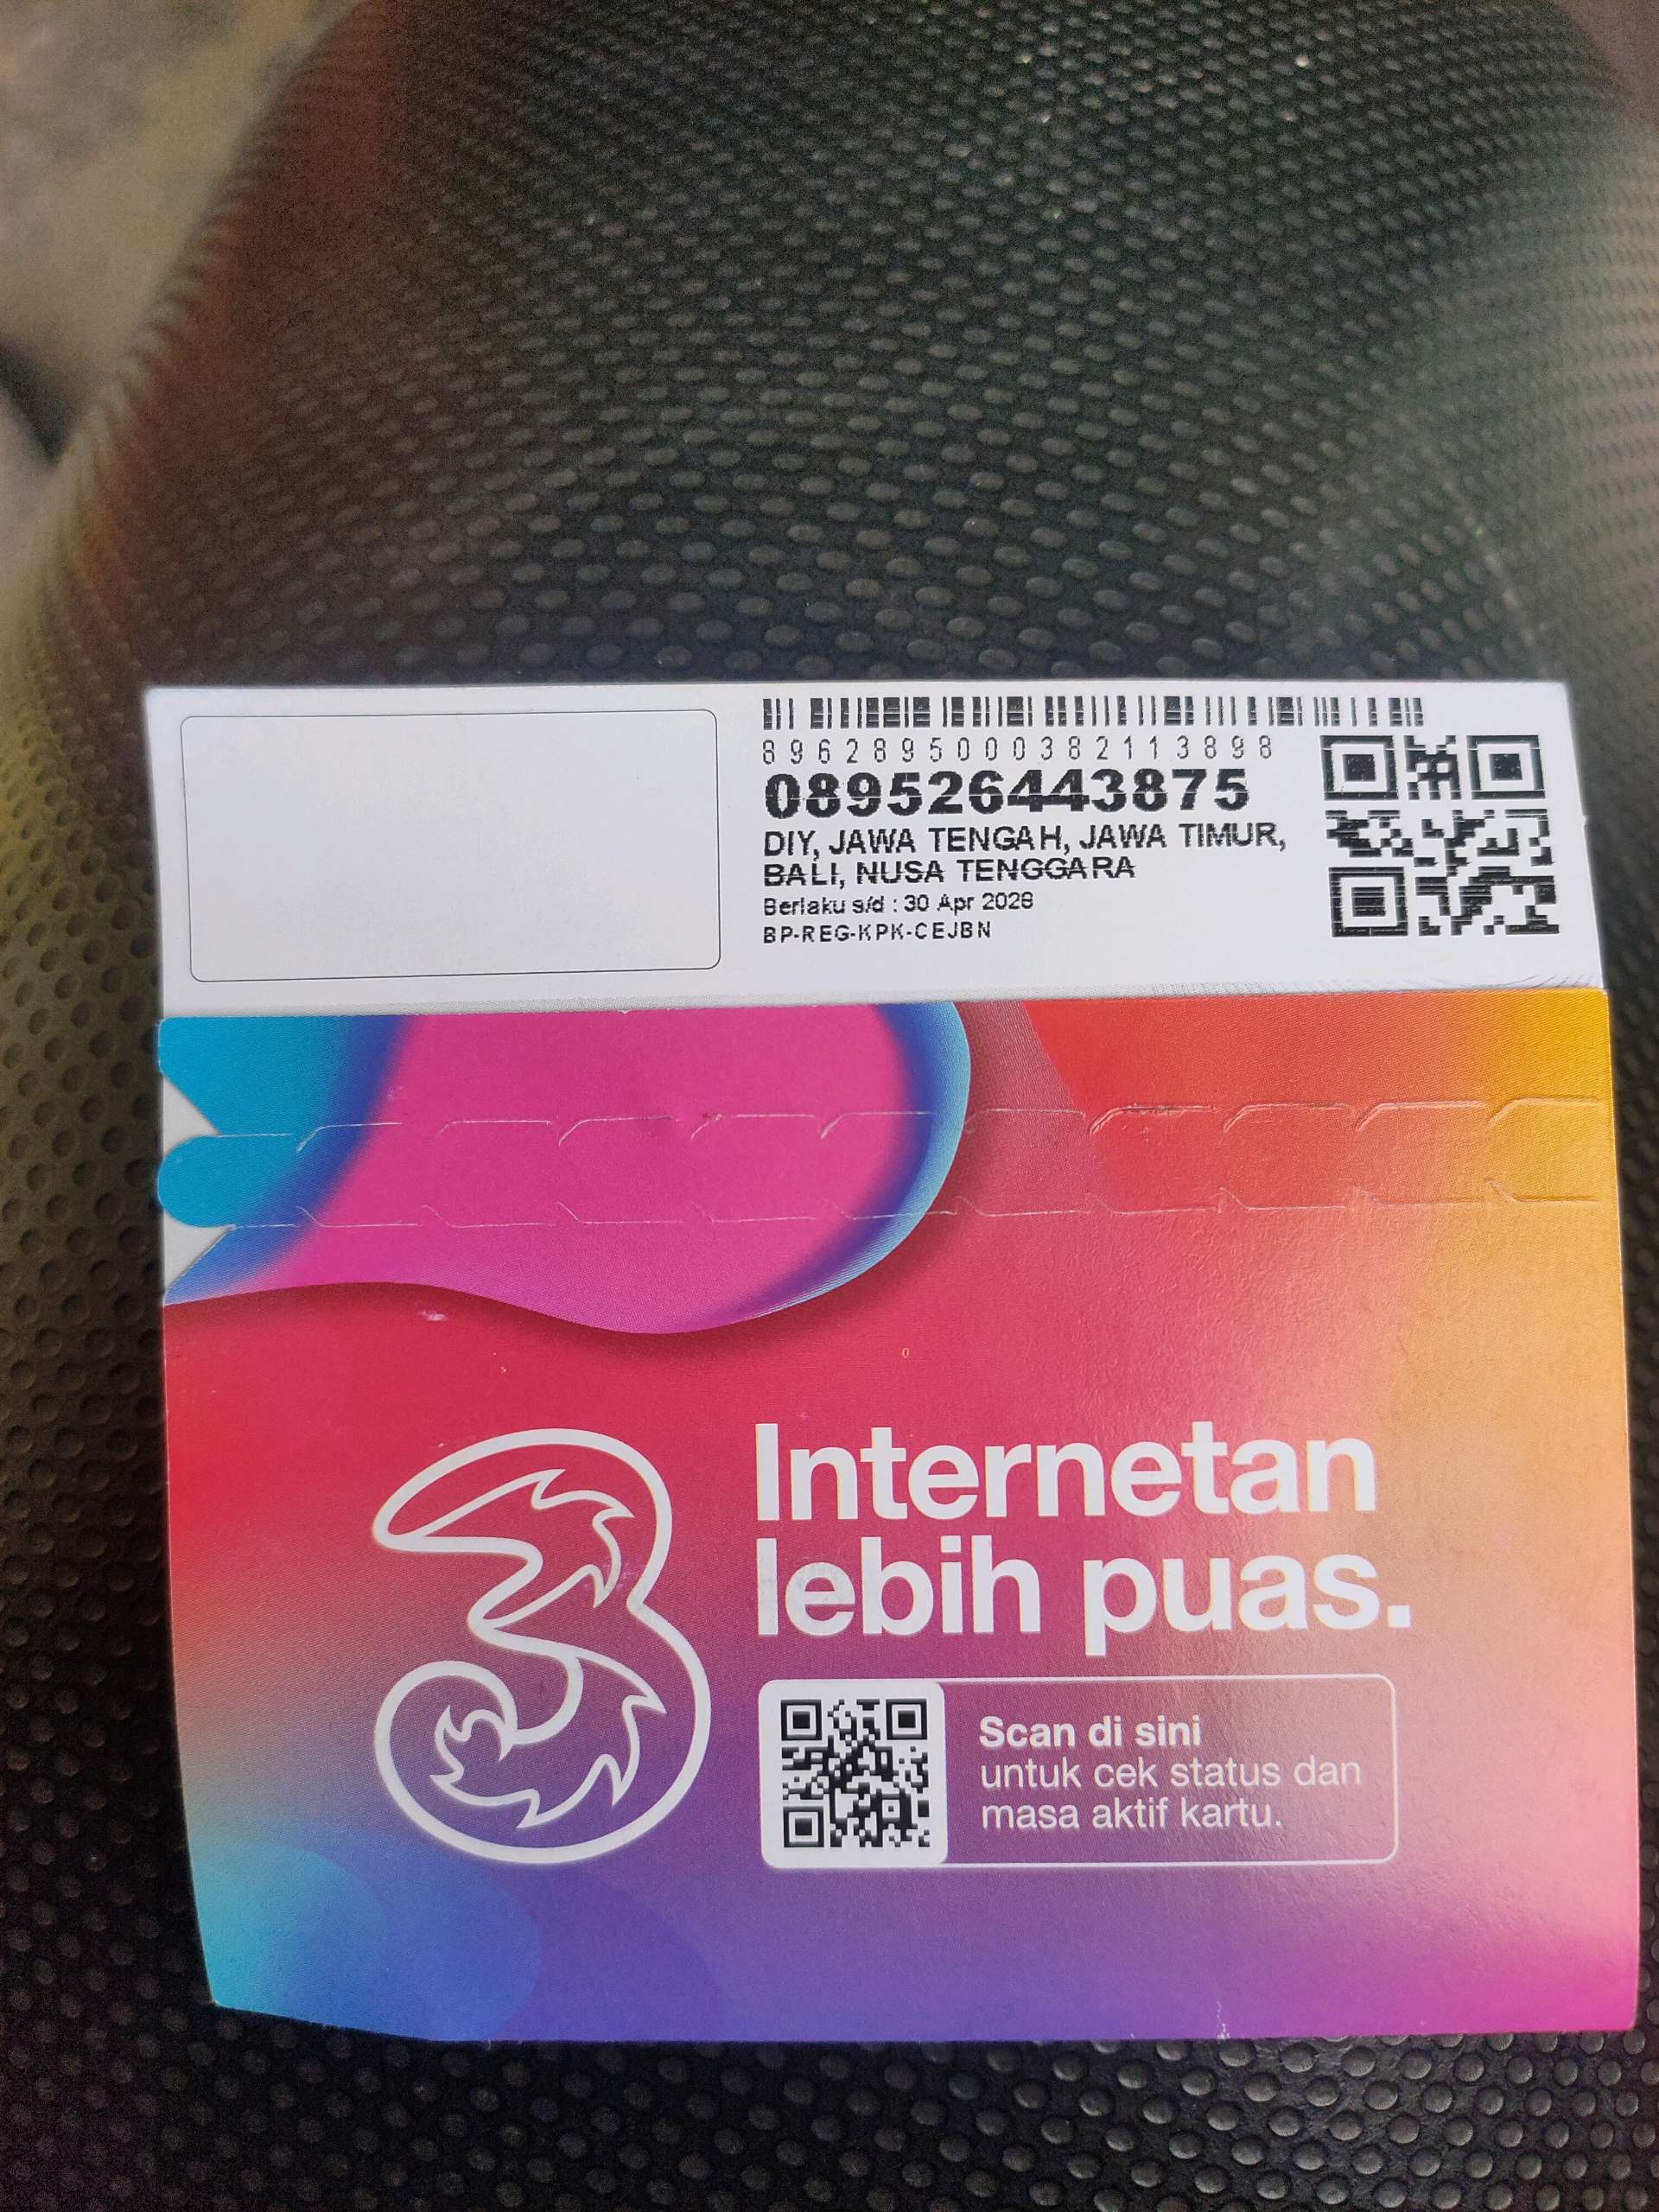 8962895000382113898
089526443875
DIY, JAWA TENGAH, JAWA TIMUR,
BALI, NUSA TENGGARA
Berlaku s/d : 30 Apr 2026
BP-REG-KPK-CEJBN
3
Internetan
lebih puas.
Scan di sini
untuk cek status dan
masa aktif kartu.